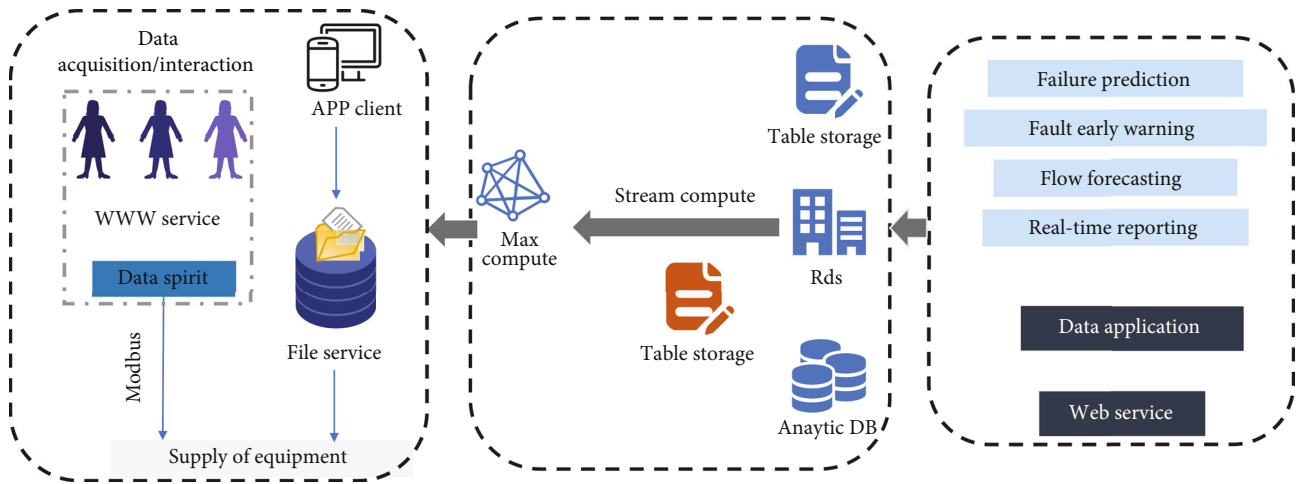 Data
acquisition/interaction
WWW service
Data spirit
Modbus
APP client
File service
Supply of equipment
Max
compute
Stream compute
Table storage
Rds
Table storage
Anaytic DB
Failure prediction
Fault early warning
Flow forecasting
Real-time reporting
Data application
Web service